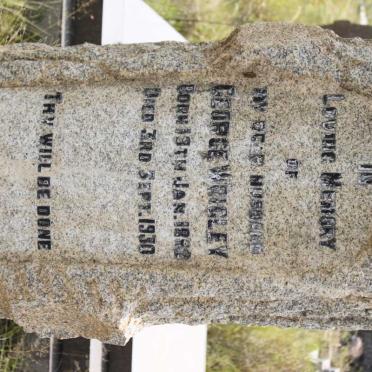 IN
LOVING MEMORY
OF
MY DEAR HUSBAND
GEORGE WRIGLEY
BORN 13TH JAN. 1882
DIED 3RD SEPT. 1930
THY WILL BE DONE